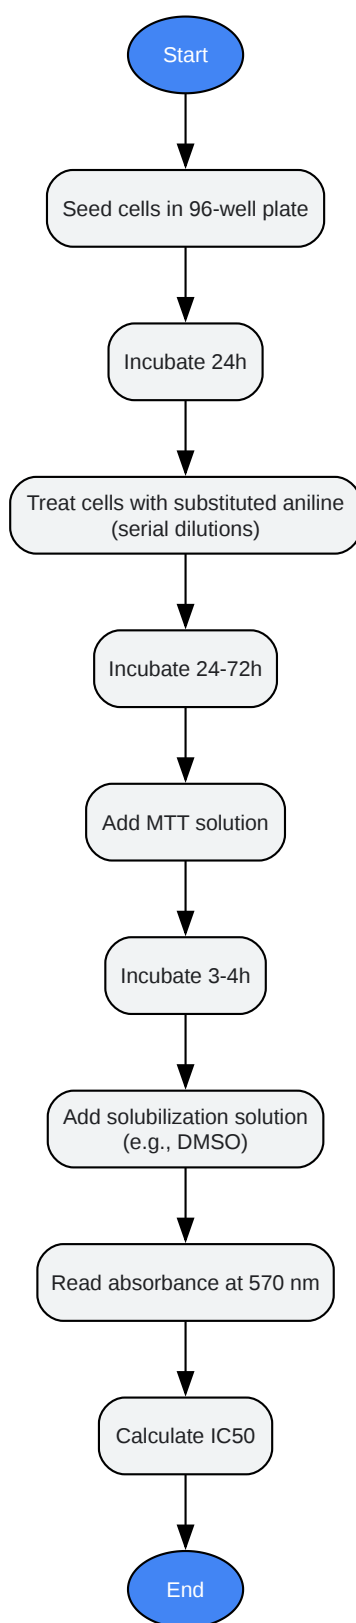 Start
Seed cells in 96-well plate
Incubate 24h
Treat cells with substituted aniline
(serial dilutions)
Incubate 24-72h
Add MTT solution
Incubate 3-4h
Add solubilization solution
(e.g., DMSO)
Read absorbance at 570 nm
Calculate IC50
End